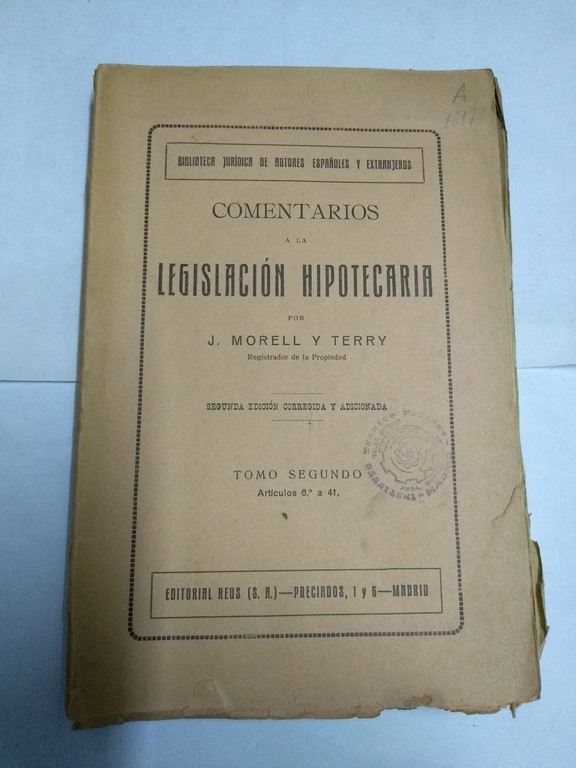 A
BIBLIOTECA JURÍDICA DE AUTORES ESPAÑOLES Y EXTRANJEROS
COMENTARIOS
A LA
LEGISLACIÓN HIPOTECARIA
POR
J. MORELL Y TERRY
Registrador de la Propiedad
SEGUNDA EDICIÓN CORREGIDA Y ADICIONADA
TOMO SEGUNDO
Artículos 6.º a 41.
EDITORIAL REUS (S. A.)—PRECIADOS, 1 y 6—MADRID